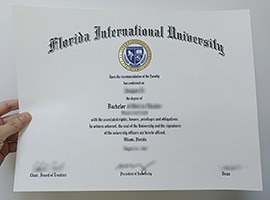 Florida International University
Upon the recommendation of the Faculty
has conferred on
the degree of
Bachelor
with the associated rights, honors, privileges and obligations.
In witness whereof, the seal of the University and the signatures
of the university officers are hereto affixed.
Miami, Florida
Chair, Board of Trustees
President of University
Dean